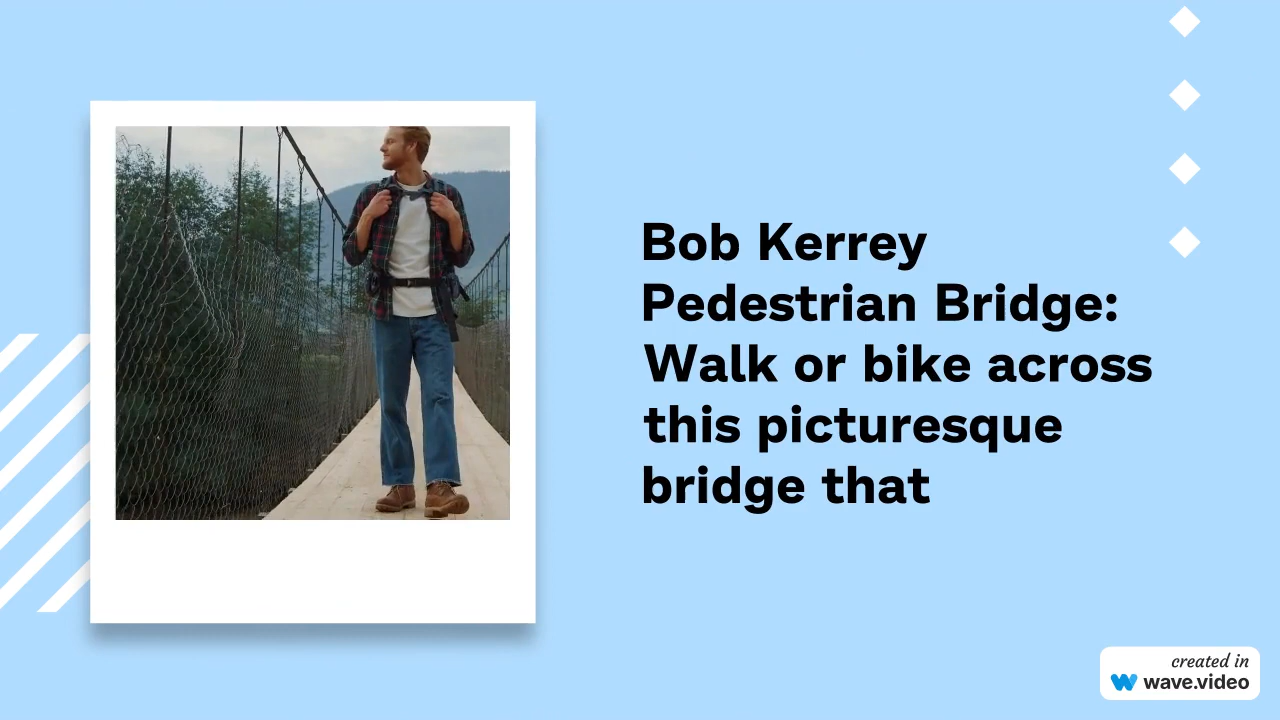 Bob Kerrey
Pedestrian Bridge:
Walk or bike across
this picturesque
bridge that
created in
wave.video